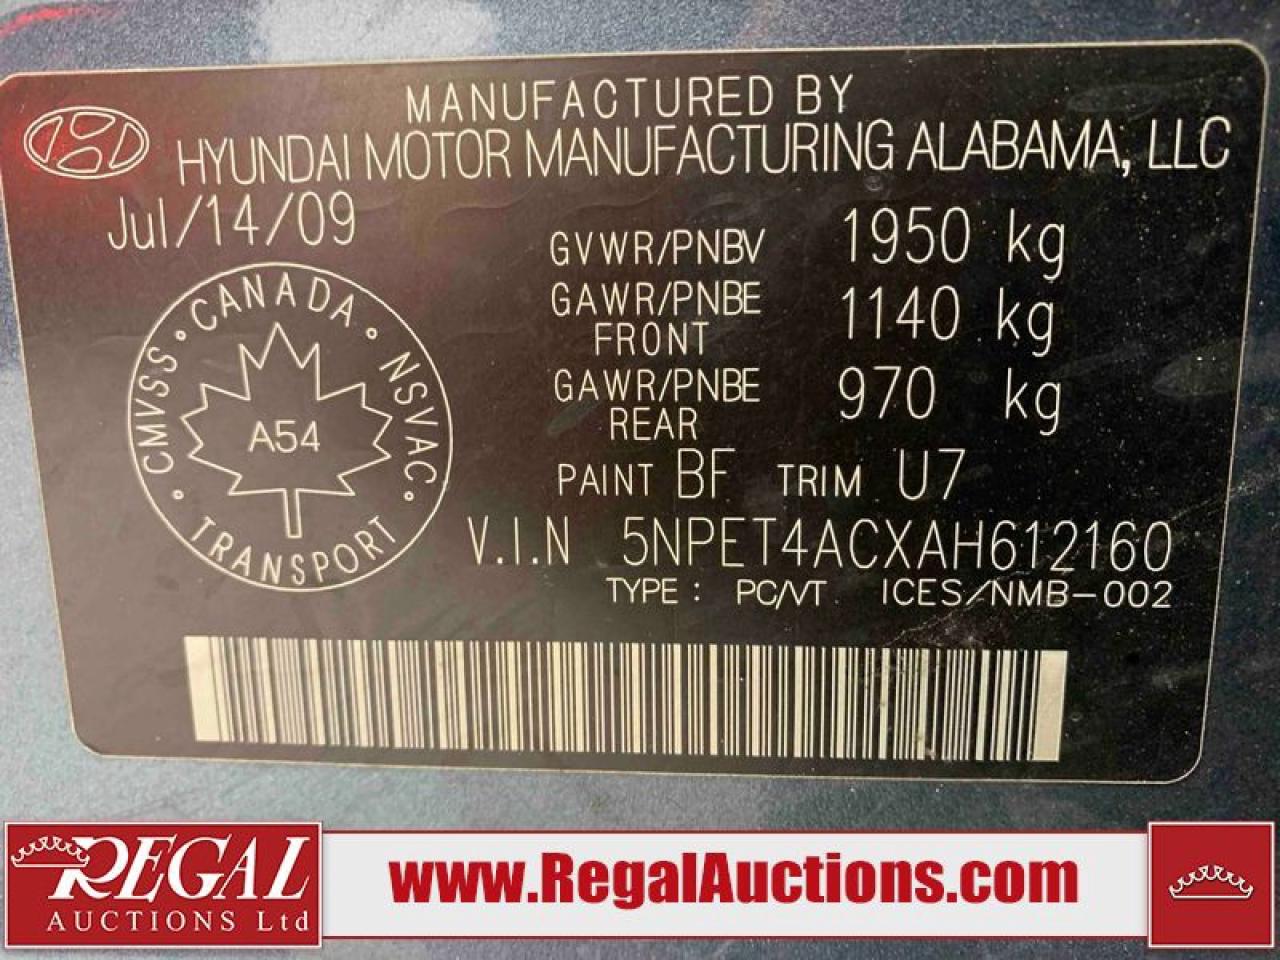 MANUFACTURED BY
HYUNDAI MOTOR MANUFACTURING ALABAMA, LLC
Jul/14/09
GVWR/PNBV 1950 kg
GAWR/PNBE FRONT 1140 kg
GAWR/PNBE REAR 970 kg
PAINT BF TRIM U7
V.I.N 5NPET4ACXAH612160
TYPE : PC/VT ICES/NMB-002
CANADA
CMVSS
NSVAC
A54
TRANSPORT
REGAL
AUCTIONS Ltd
www.RegalAuctions.com